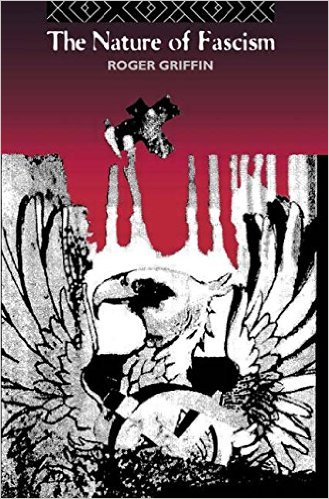 The Nature of Fascism
ROGER GRIFFIN